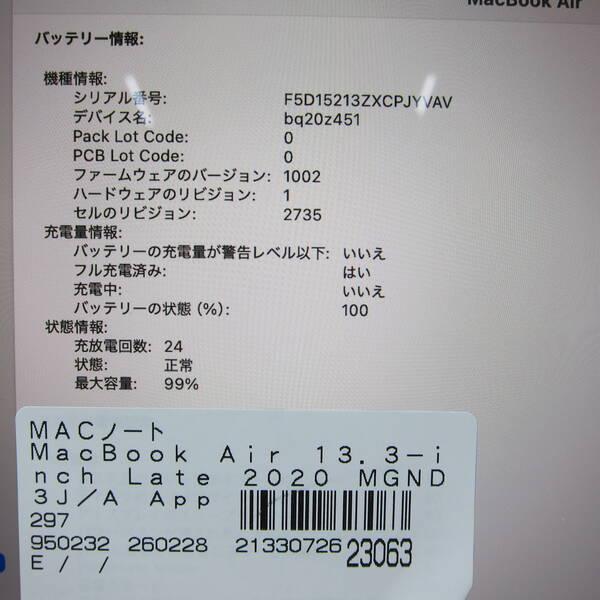 MacBook Air
バッテリー情報:
機種情報:
シリアル番号: F5D15213ZXCPJYVAV
デバイス名: bq20z451
Pack Lot Code: 0
PCB Lot Code: 0
ファームウェアのバージョン: 1002
ハードウェアのリビジョン: 1
セルのリビジョン: 2735
充電量情報:
バッテリーの充電量が警告レベル以下: いいえ
フル充電済み: はい
充電中: いいえ
バッテリーの状態 (%): 100
状態情報:
充放電回数: 24
状態: 正常
最大容量: 99%
MACノート
MacBook Air 13.3-i
nch Late 2020 MGND
3J/A App
297
950232 260228 21330726 23063
E / /